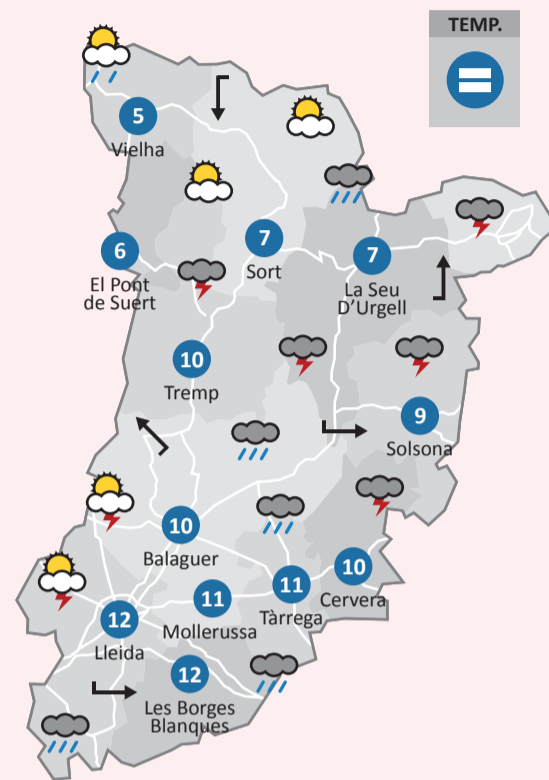 TEMP.
5
Vielha
6
El Pont
de Suert
7
Sort
7
La Seu
D'Urgell
10
Tremp
9
Solsona
10
Balaguer
11
Mollerussa
11
Tàrrega
10
Cervera
12
Lleida
12
Les Borges
Blanques